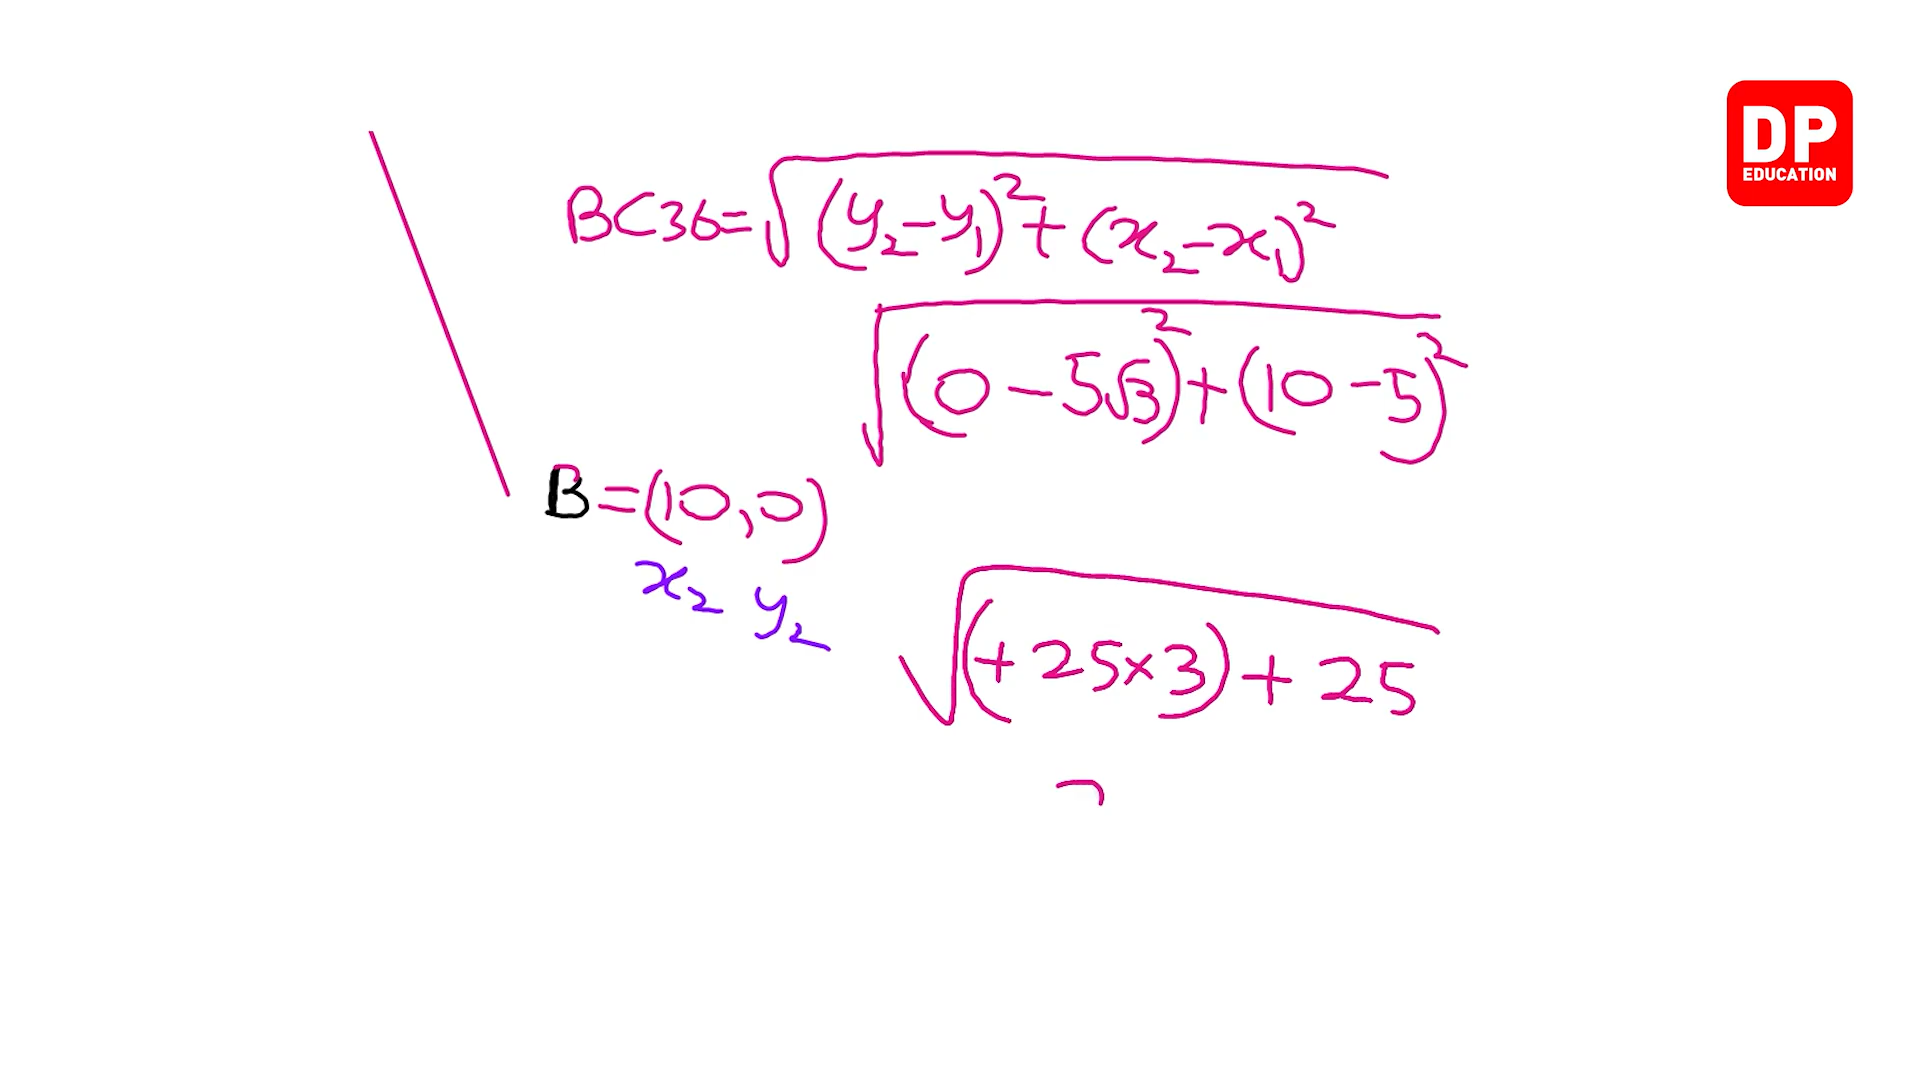 DP
EDUCATION
BC36=√(y₂-y₁)²+(x₂-x₁)²
√(0-5√3)²+(10-5)²
B=(10,0)
x₂ y₂
√(+25×3)+25